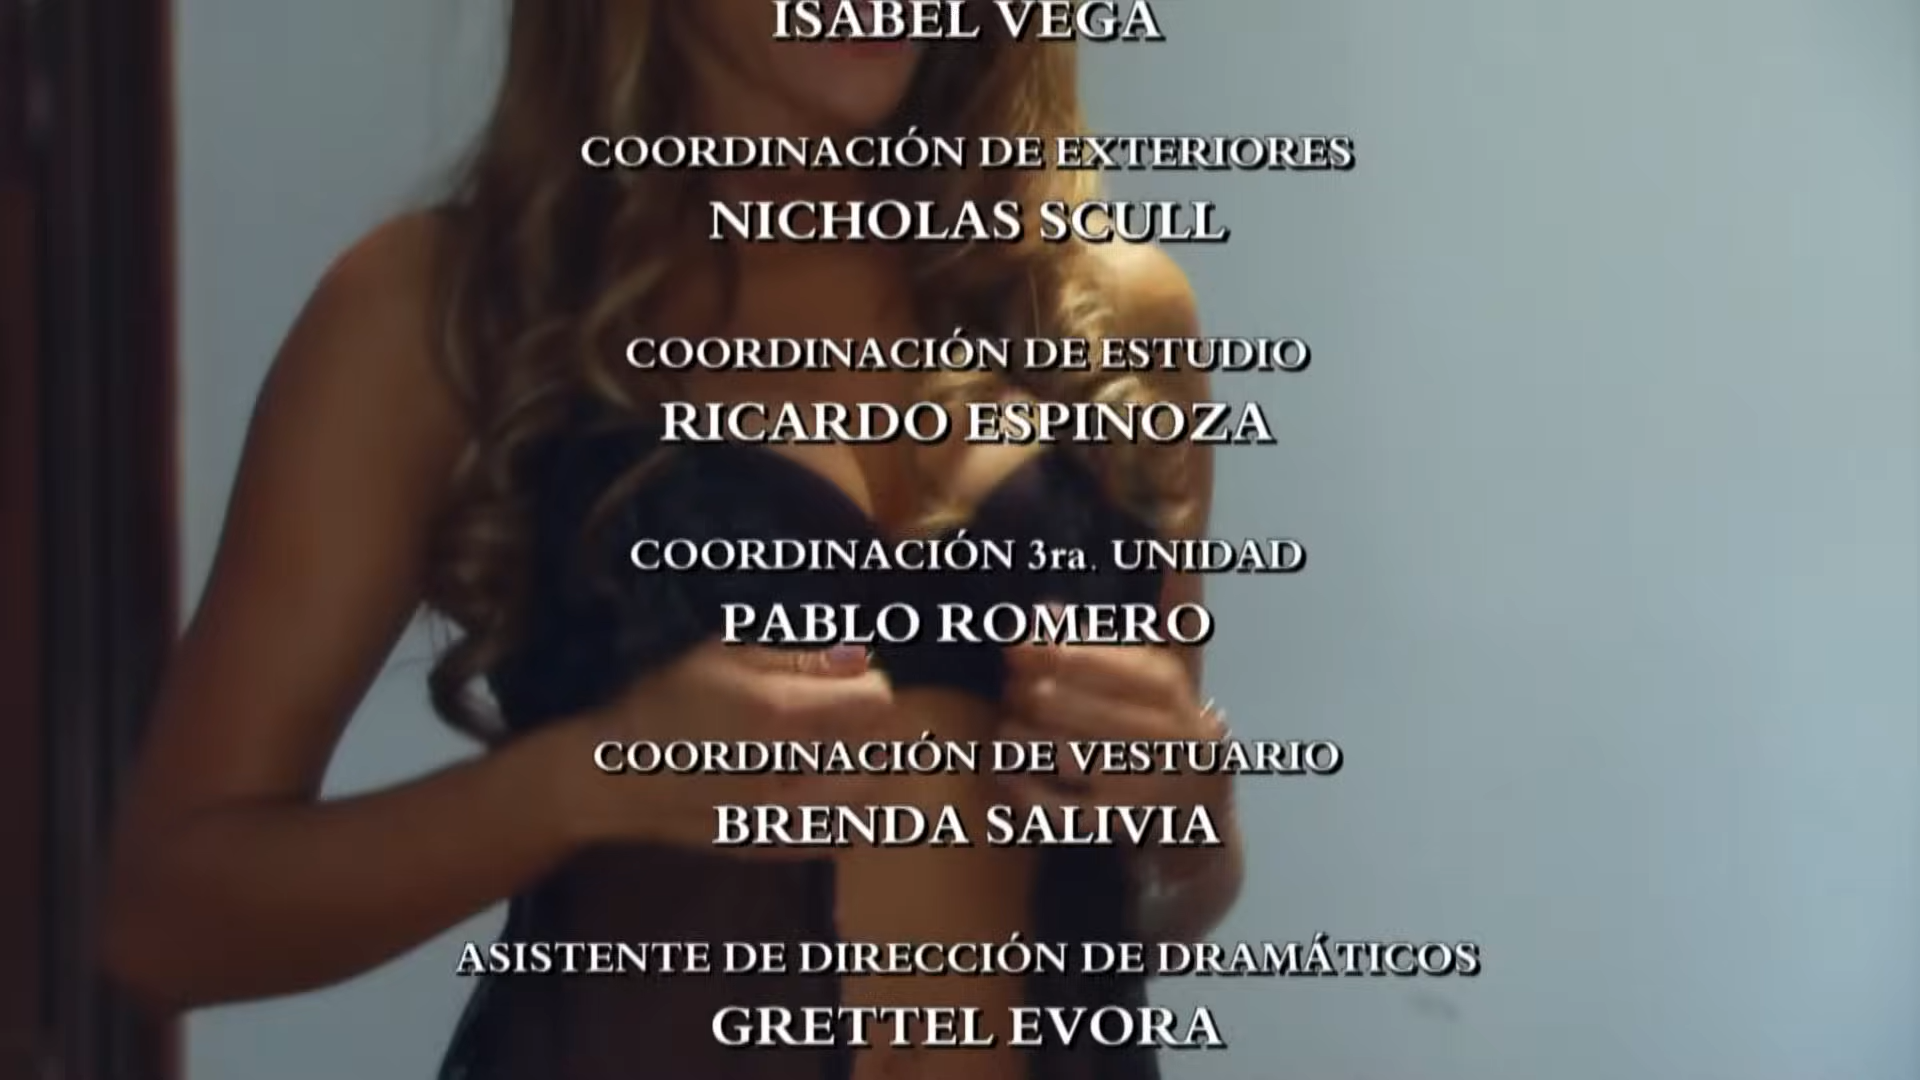 ISABEL VEGA
COORDINACIÓN DE EXTERIORES
NICHOLAS SCULL
COORDINACIÓN DE ESTUDIO
RICARDO ESPINOZA
COORDINACIÓN 3ra. UNIDAD
PABLO ROMERO
COORDINACIÓN DE VESTUARIO
BRENDA SALIVIA
ASISTENTE DE DIRECCIÓN DE DRAMÁTICOS
GRETTEL EVORA